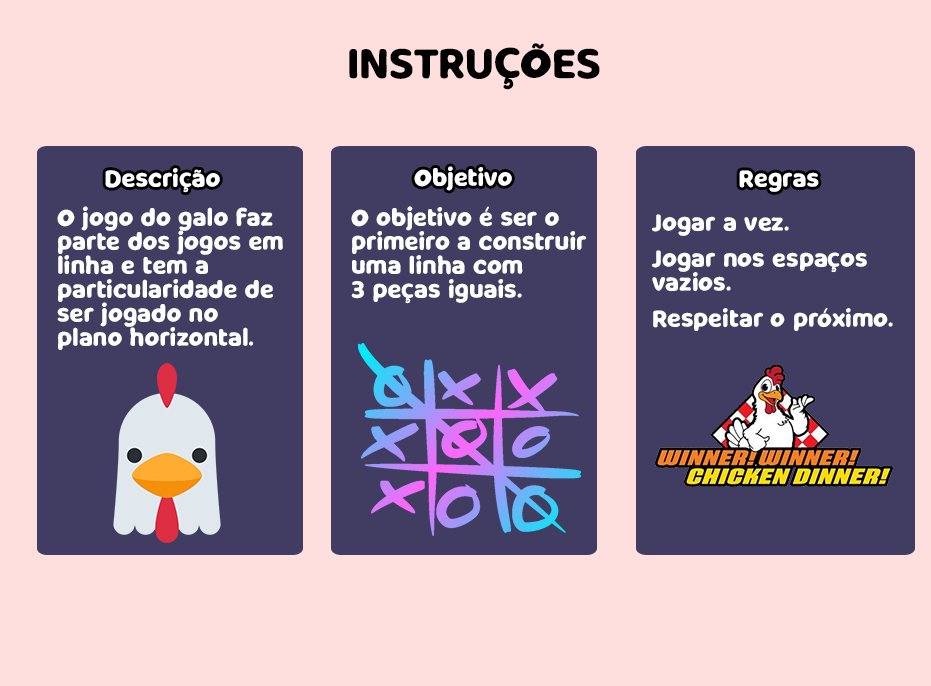 INSTRUÇÕES
Descrição
O jogo do galo faz
parte dos jogos em
linha e tem a
particularidade de
ser jogado no
plano horizontal.
Objetivo
O objetivo é ser o
primeiro a construir
uma linha com
3 peças iguais.
Regras
Jogar a vez.
Jogar nos espaços
vazios.
Respeitar o próximo.
WINNER! WINNER!
CHICKEN DINNER!